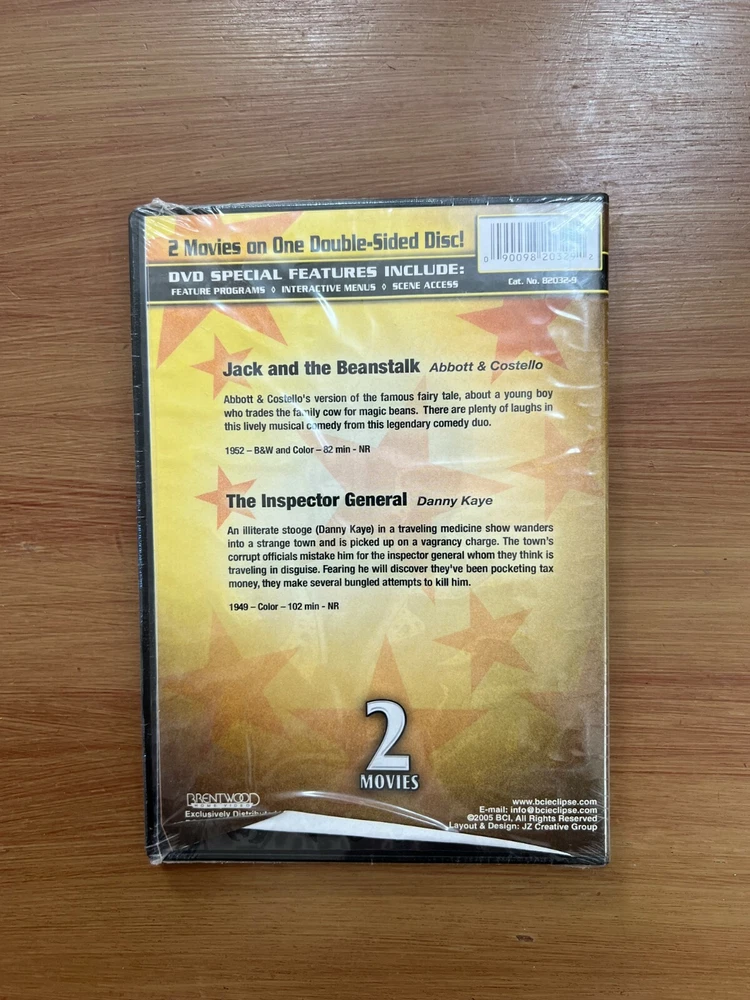 2 Movies on One Double-Sided Disc!
0 90098 20329 2
DVD SPECIAL FEATURES INCLUDE:
FEATURE PROGRAMS ◊ INTERACTIVE MENUS ◊ SCENE ACCESS
Cat. No. 82032-9
Jack and the Beanstalk Abbott & Costello
Abbott & Costello's version of the famous fairy tale, about a young boy
who trades the family cow for magic beans. There are plenty of laughs in
this lively musical comedy from this legendary comedy duo.
1952 – B&W and Color – 82 min - NR
The Inspector General Danny Kaye
An illiterate stooge (Danny Kaye) in a traveling medicine show wanders
into a strange town and is picked up on a vagrancy charge. The town's
corrupt officials mistake him for the inspector general whom they think is
traveling in disguise. Fearing he will discover they've been pocketing tax
money, they make several bungled attempts to kill him.
1949 – Color – 102 min - NR
2
MOVIES
BRENTWOOD
HOME VIDEO
Exclusively
www.bcieclipse.com
E-mail: info@bcieclipse.com
©2005 BCI, All Rights Reserved
Layout & Design: JZ Creative Group